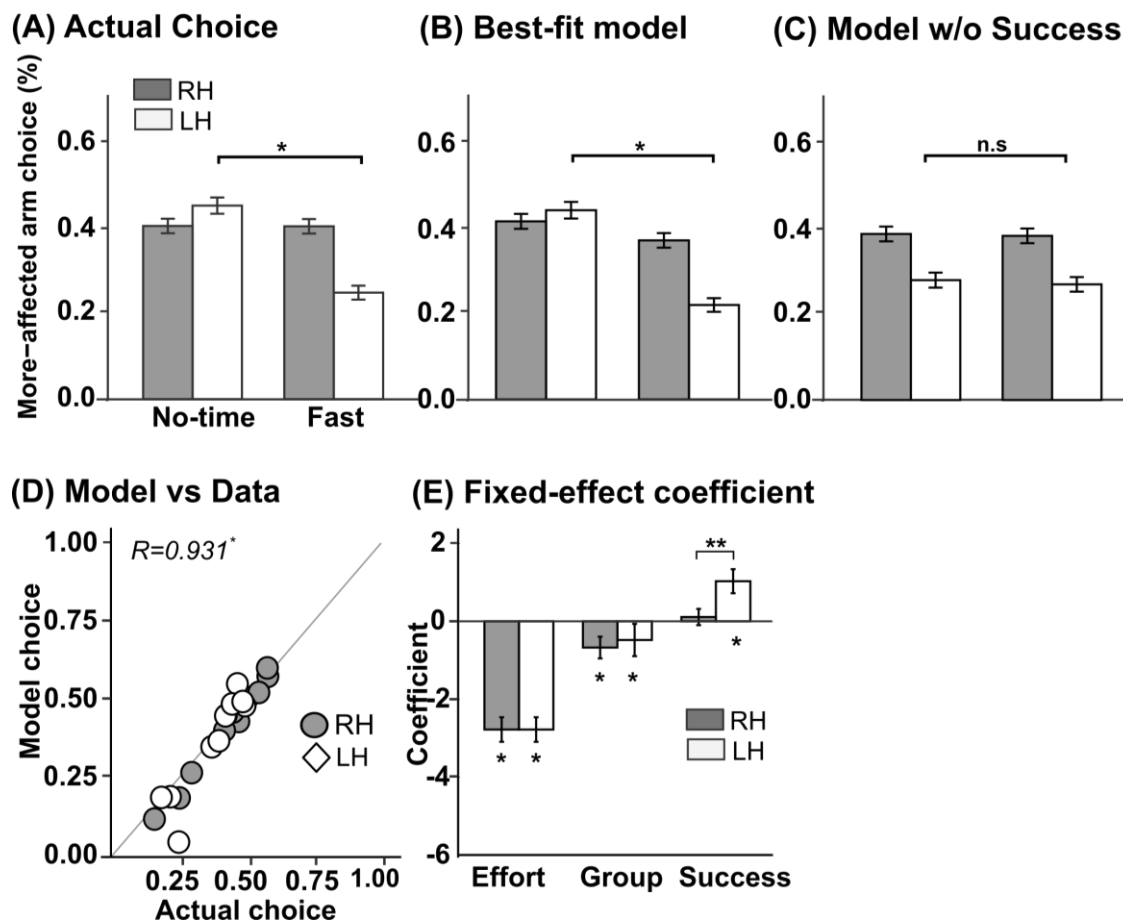 (A) Actual Choice
(B) Best-fit model
(C) Model w/o Success
More−affected arm choice (%)
RH
LH
0.6
0.4
0.2
0.0
*
No-time
Fast
0.6
0.4
0.2
0.0
*
0.6
0.4
0.2
0.0
n.s
(D) Model vs Data
(E) Fixed-effect coefficient
Model choice
1.00
0.75
0.50
0.25
0.00
R=0.931*
RH
LH
0.25
0.50
0.75
1.00
Actual choice
Coefficient
2
0
-2
-4
-6
**
*
* *
* *
RH
LH
Effort
Group
Success